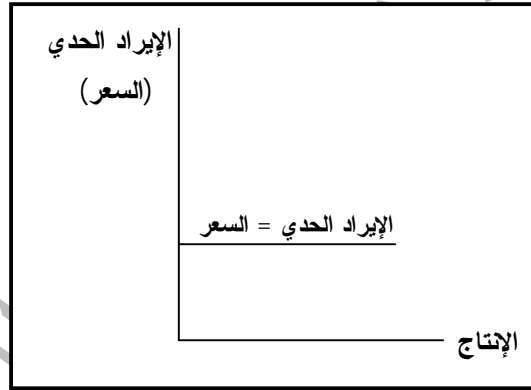 الإيراد الحدي
(السعر)
الإيراد الحدي = السعر
الإنتاج